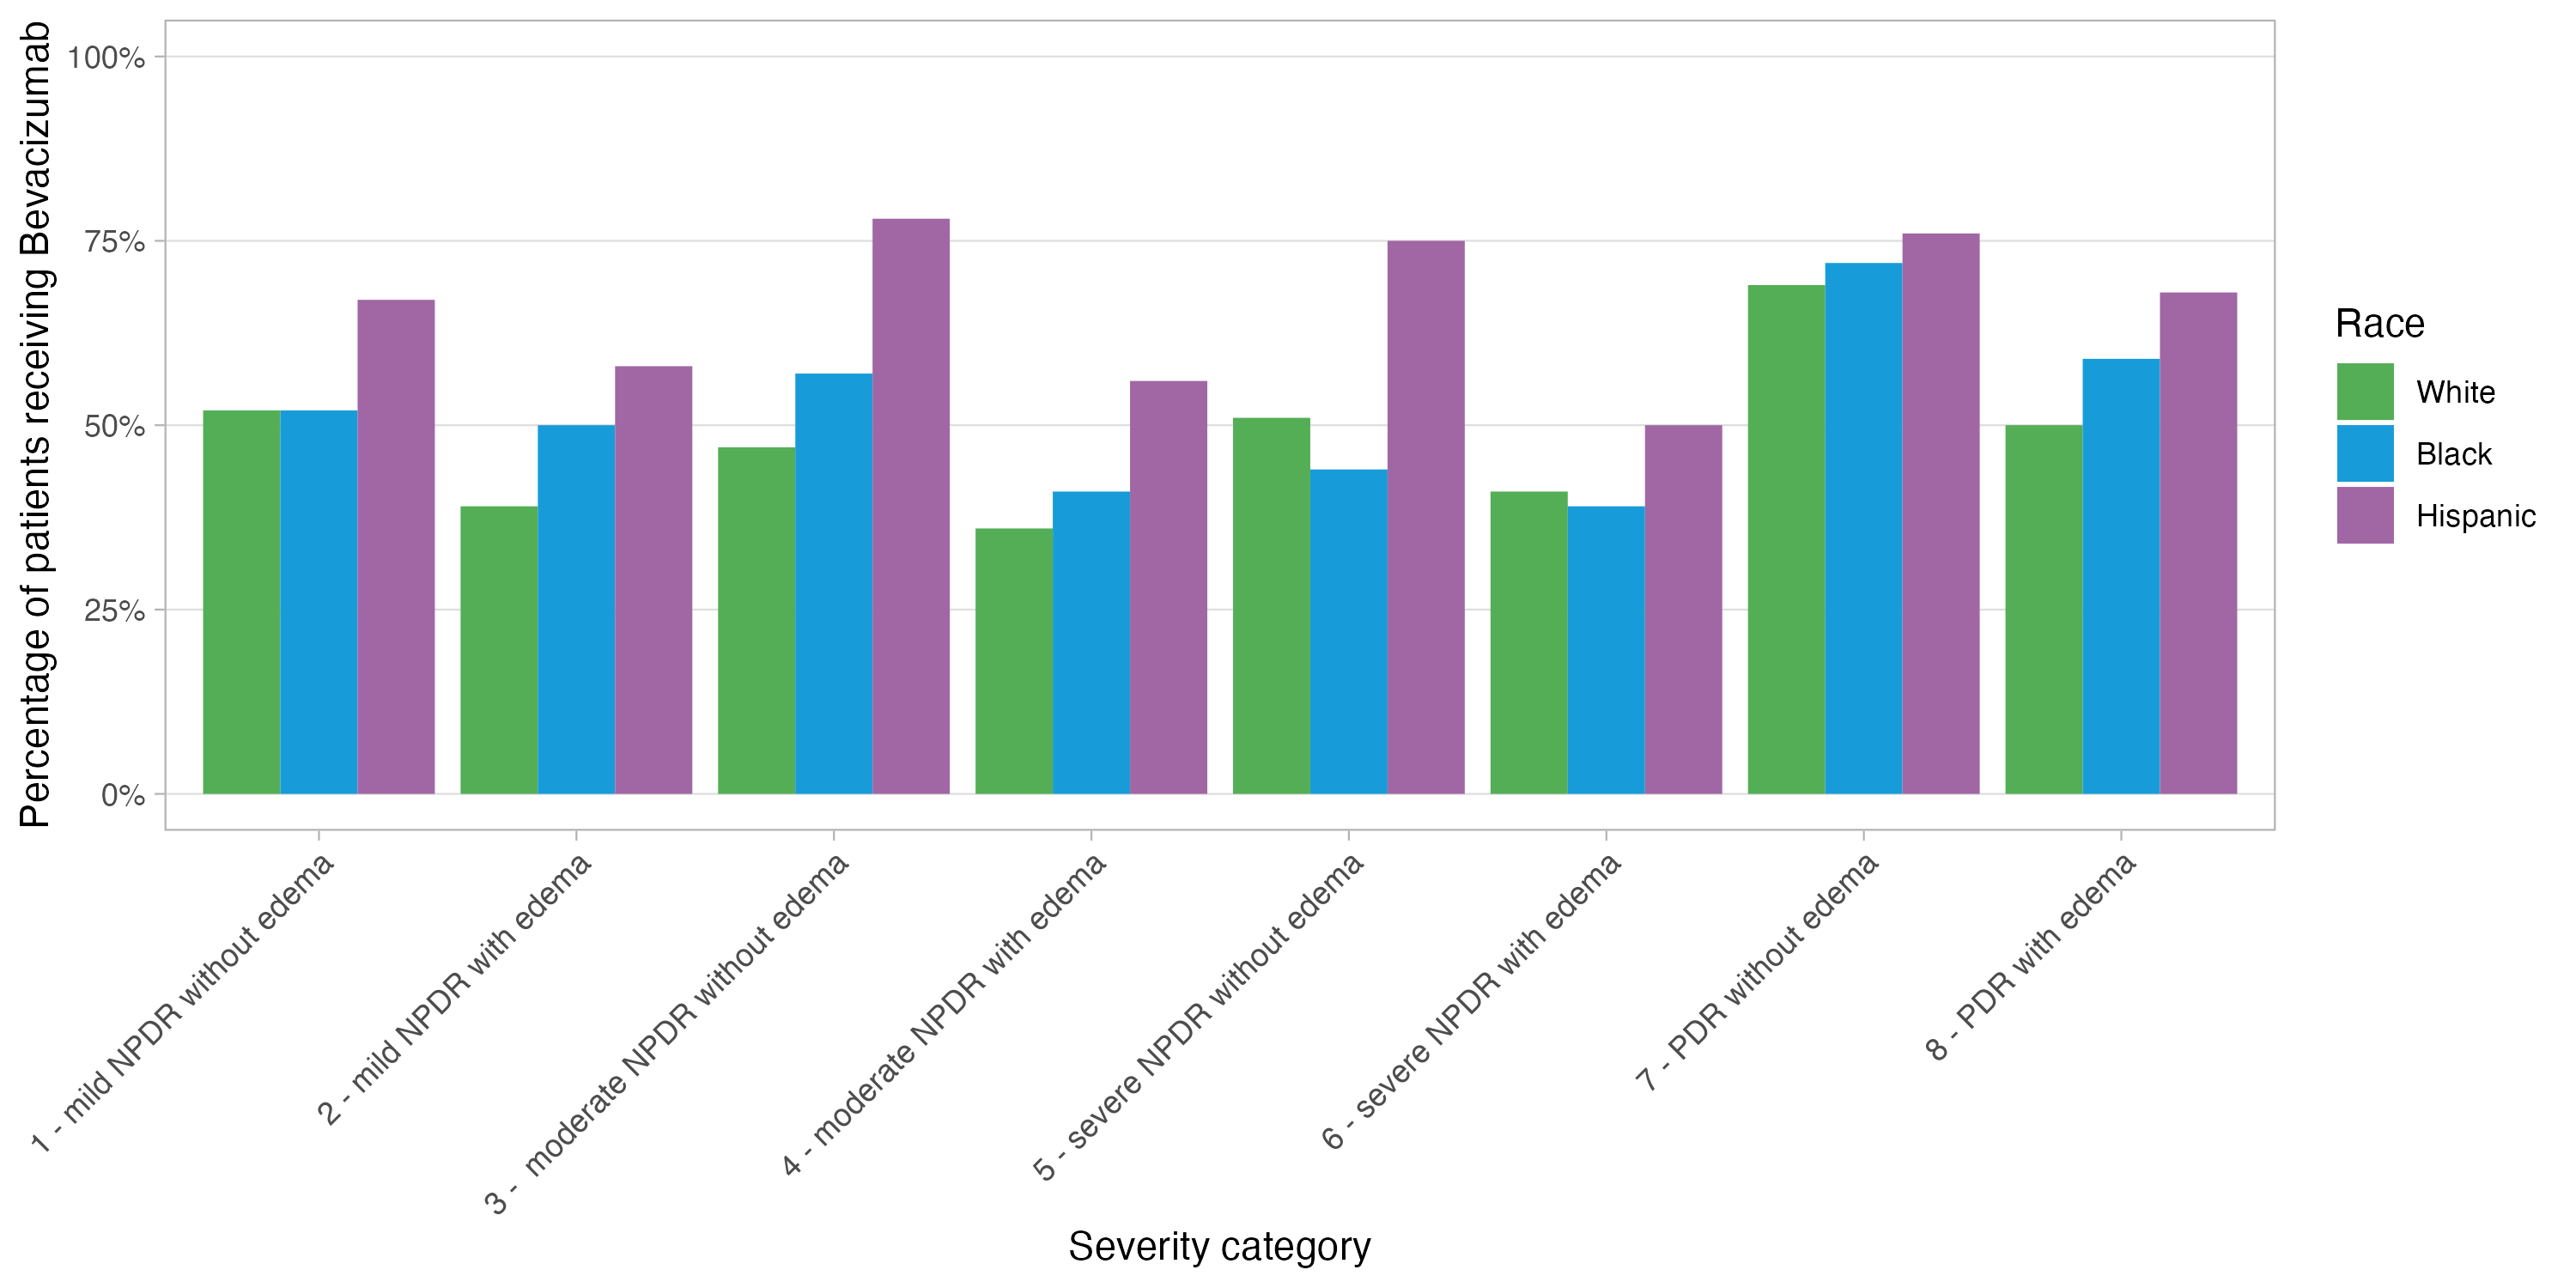 Percentage of patients receiving Bevacizumab
100%
75%
50%
25%
0%
1 - mild NPDR without edema
2 - mild NPDR with edema
3 -  moderate NPDR without edema
4 - moderate NPDR with edema
5 - severe NPDR without edema
6 - severe NPDR with edema
7 - PDR without edema
8 - PDR with edema
Severity category
Race
White
Black
Hispanic